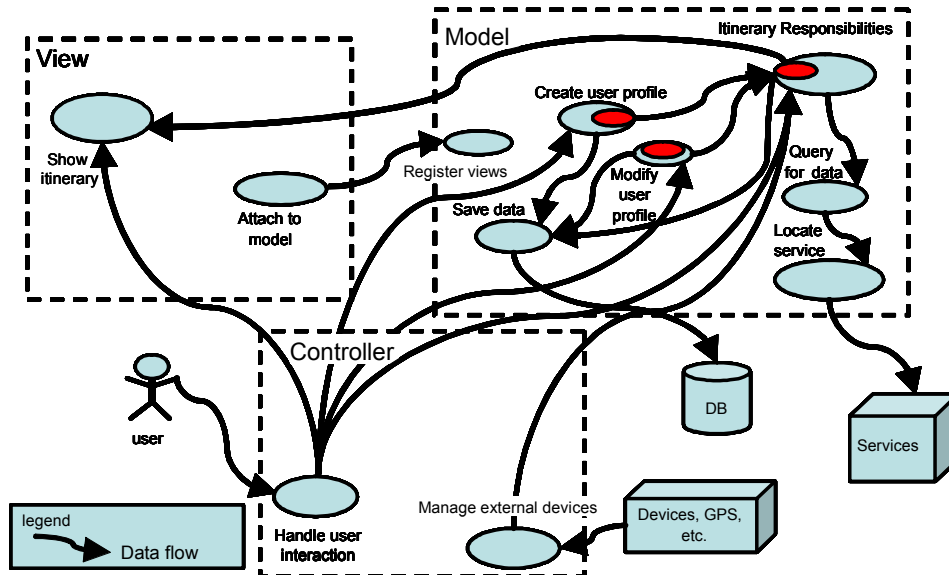 View
Model
Itinerary Responsibilities
Create user profile
Show
itinerary
Register views
Attach to
model
Modify
user
profile
Save data
Query
for data
Locate
service
Controller
user
DB
Services
Manage external devices
Devices, GPS,
etc.
Handle user
interaction
legend
Data flow